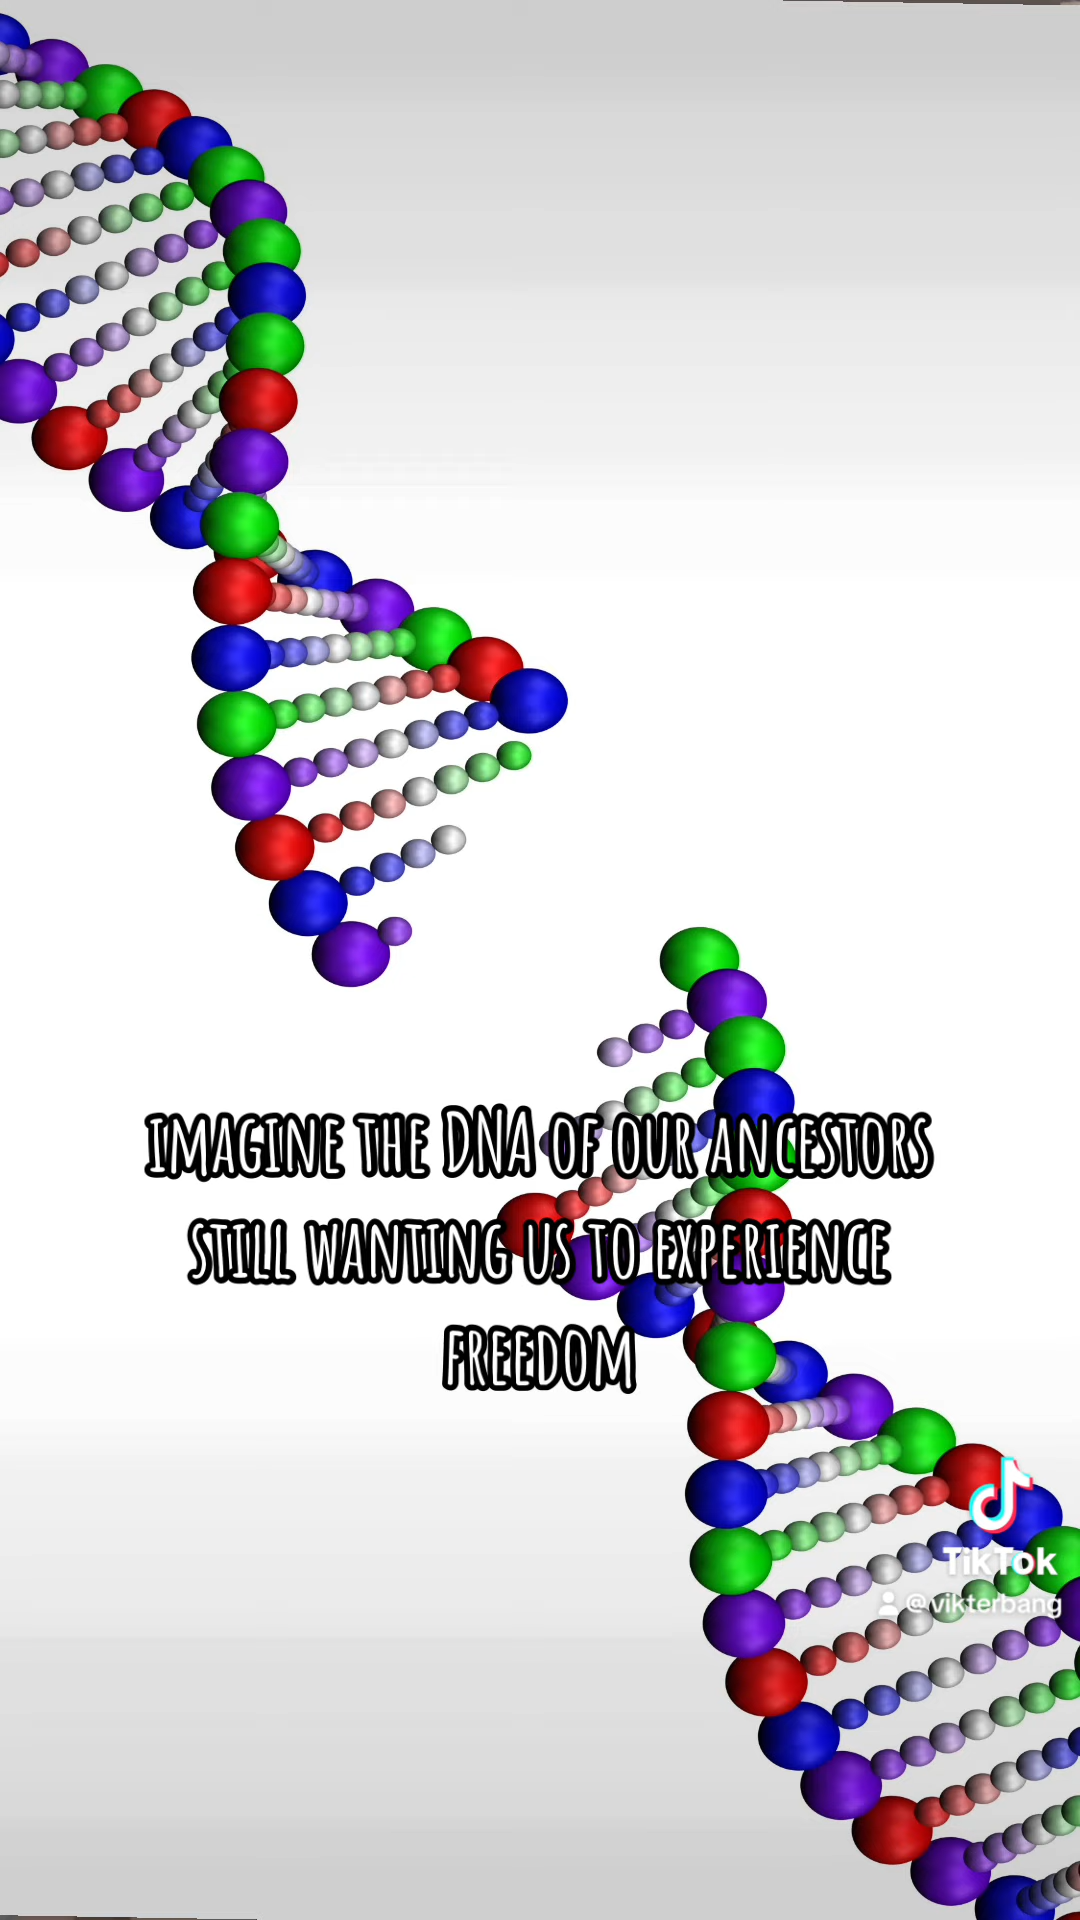 IMAGINE THE DNA OF OUR ANCESTORS
STILL WANTING US TO EXPERIENCE
FREEDOM
TikTok
@vikterbang